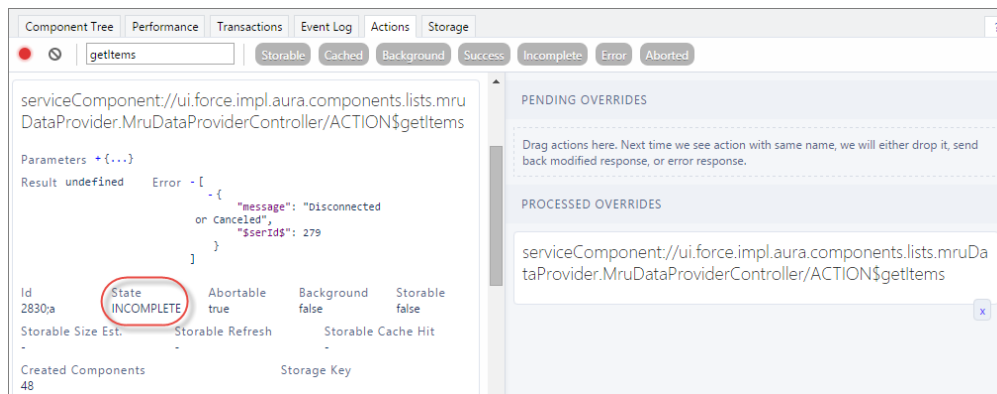 Component Tree Performance Transactions Event Log Actions Storage
getItems Storable Cached Background Success Incomplete Error Aborted
serviceComponent://ui.force.impl.aura.components.lists.mru
DataProvider.MruDataProviderController/ACTION$getItems
Parameters +{...}
Result undefined Error -[
-{
"message": "Disconnected
or Canceled",
"$serId$": 279
}
]
Id State Abortable Background Storable
2830;a INCOMPLETE true false false
Storable Size Est. Storable Refresh Storable Cache Hit
- - -
Created Components Storage Key
48
PENDING OVERRIDES
Drag actions here. Next time we see action with same name, we will either drop it, send
back modified response, or error response.
PROCESSED OVERRIDES
serviceComponent://ui.force.impl.aura.components.lists.mruDa
taProvider.MruDataProviderController/ACTION$getItems
x